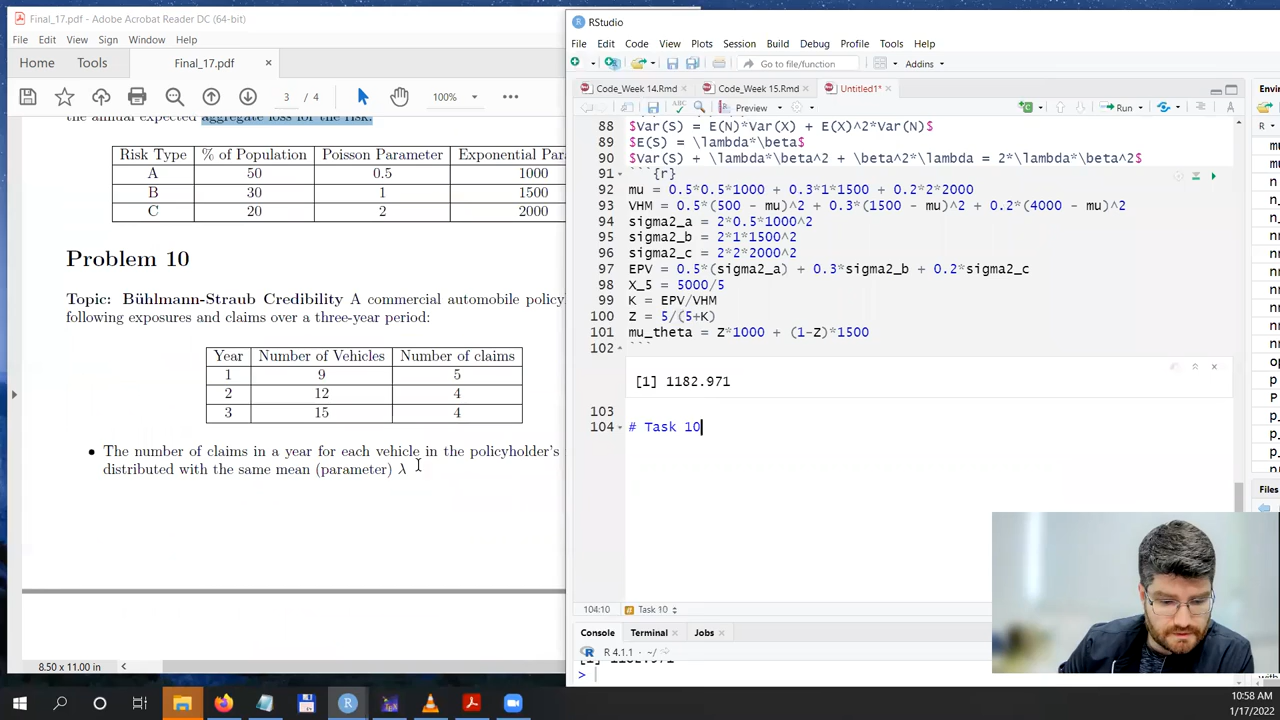 Final_17.pdf - Adobe Acrobat Reader DC (64-bit)
File Edit View Sign Window Help
Home Tools Final_17.pdf ×
3 / 4 100%
the annual expected aggregate loss for the risk.
Risk Type % of Population Poisson Parameter Exponential Par
A 50 0.5 1000
B 30 1 1500
C 20 2 2000
Problem 10
Topic: Bühlmann-Straub Credibility A commercial automobile policy
following exposures and claims over a three-year period:
Year Number of Vehicles Number of claims
1 9 5
2 12 4
3 15 4
• The number of claims in a year for each vehicle in the policyholder's
distributed with the same mean (parameter) λ
8.50 x 11.00 in
RStudio
File Edit Code View Plots Session Build Debug Profile Tools Help
Go to file/function Addins
Code_Week 14.Rmd × Code_Week 15.Rmd × Untitled1* ×
Preview Run
88 $Var(S) = E(N)*Var(X) + E(X)^2*Var(N)$
89 $E(S) = \lambda*\beta$
90 $Var(S) + \lambda*\beta^2 + \beta^2*\lambda = 2*\lambda*\beta^2$
91 ```{r}
92 mu = 0.5*0.5*1000 + 0.3*1*1500 + 0.2*2*2000
93 VHM = 0.5*(500 - mu)^2 + 0.3*(1500 - mu)^2 + 0.2*(4000 - mu)^2
94 sigma2_a = 2*0.5*1000^2
95 sigma2_b = 2*1*1500^2
96 sigma2_c = 2*2*2000^2
97 EPV = 0.5*(sigma2_a) + 0.3*sigma2_b + 0.2*sigma2_c
98 X_5 = 5000/5
99 K = EPV/VHM
100 Z = 5/(5+K)
101 mu_theta = Z*1000 + (1-Z)*1500
102 ```
[1] 1182.971
103
104 # Task 10
104:10 Task 10
Console Terminal × Jobs ×
R 4.1.1 · ~/
[1] 1182.971
>
Envir
R
Files
10:58 AM
1/17/2022